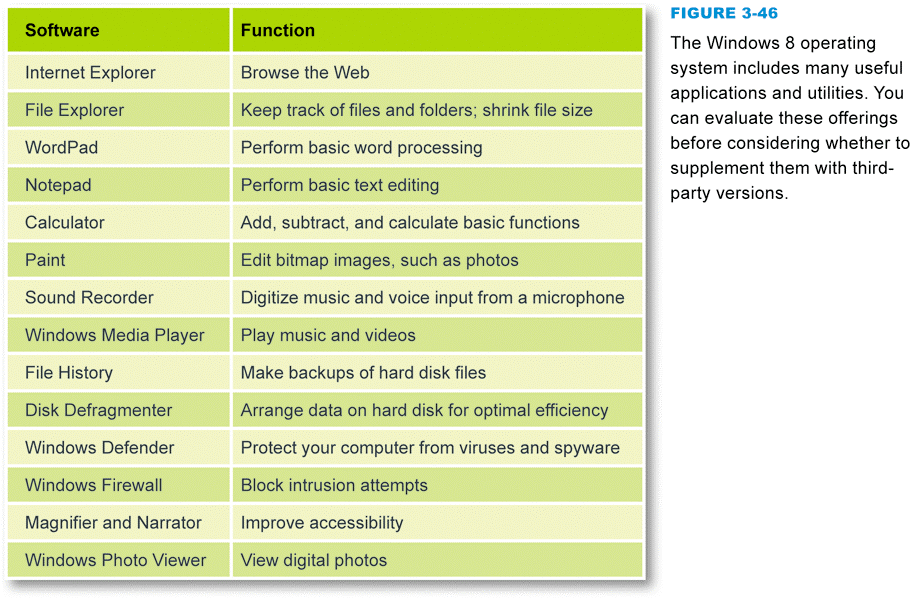 Software Function
Internet Explorer Browse the Web
File Explorer Keep track of files and folders; shrink file size
WordPad Perform basic word processing
Notepad Perform basic text editing
Calculator Add, subtract, and calculate basic functions
Paint Edit bitmap images, such as photos
Sound Recorder Digitize music and voice input from a microphone
Windows Media Player Play music and videos
File History Make backups of hard disk files
Disk Defragmenter Arrange data on hard disk for optimal efficiency
Windows Defender Protect your computer from viruses and spyware
Windows Firewall Block intrusion attempts
Magnifier and Narrator Improve accessibility
Windows Photo Viewer View digital photos
FIGURE 3-46
The Windows 8 operating
system includes many useful
applications and utilities. You
can evaluate these offerings
before considering whether to
supplement them with third-
party versions.